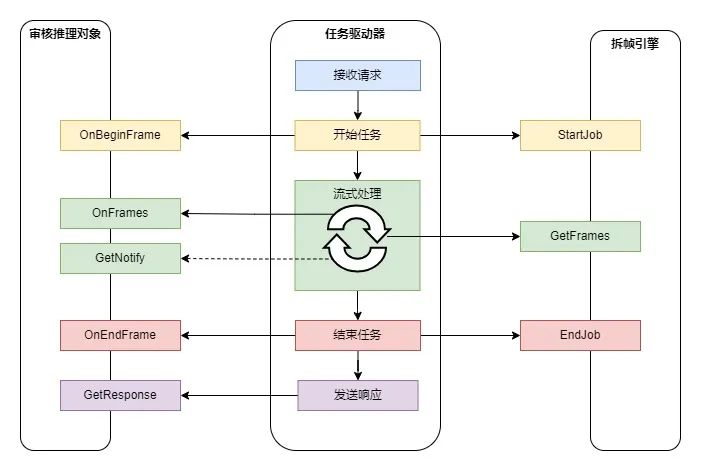 审核推理对象
任务驱动器
拆帧引擎
接收请求
OnBeginFrame
开始任务
StartJob
流式处理
OnFrames
GetFrames
GetNotify
OnEndFrame
结束任务
EndJob
GetResponse
发送响应